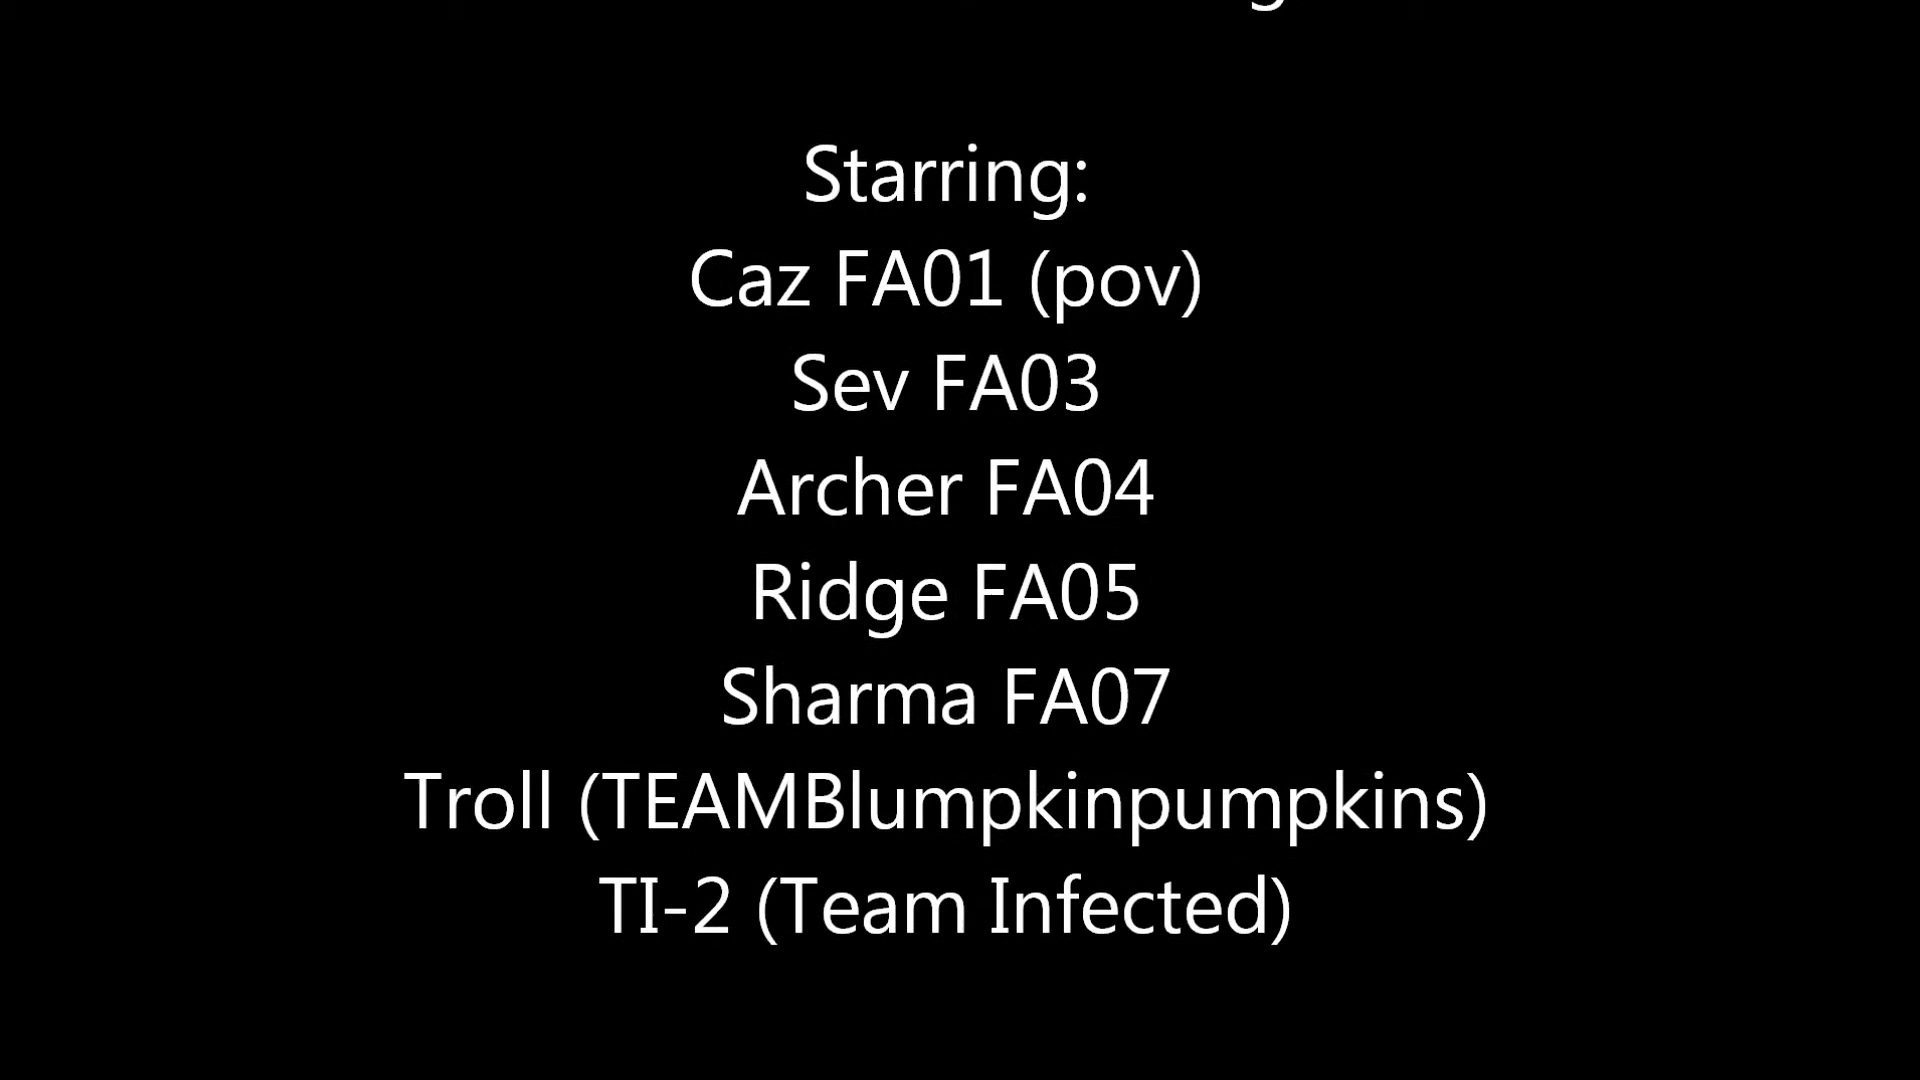 Starring:
Caz FA01 (pov)
Sev FA03
Archer FA04
Ridge FA05
Sharma FA07
Troll (TEAMBlumpkinpumpkins)
TI-2 (Team Infected)